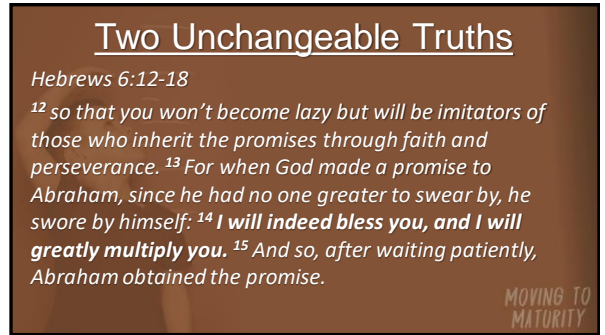 Two Unchangeable Truths
Hebrews 6:12-18
12 so that you won’t become lazy but will be imitators of
those who inherit the promises through faith and
perseverance. 13 For when God made a promise to
Abraham, since he had no one greater to swear by, he
swore by himself: 14 I will indeed bless you, and I will
greatly multiply you. 15 And so, after waiting patiently,
Abraham obtained the promise.
MOVING TO
MATURITY